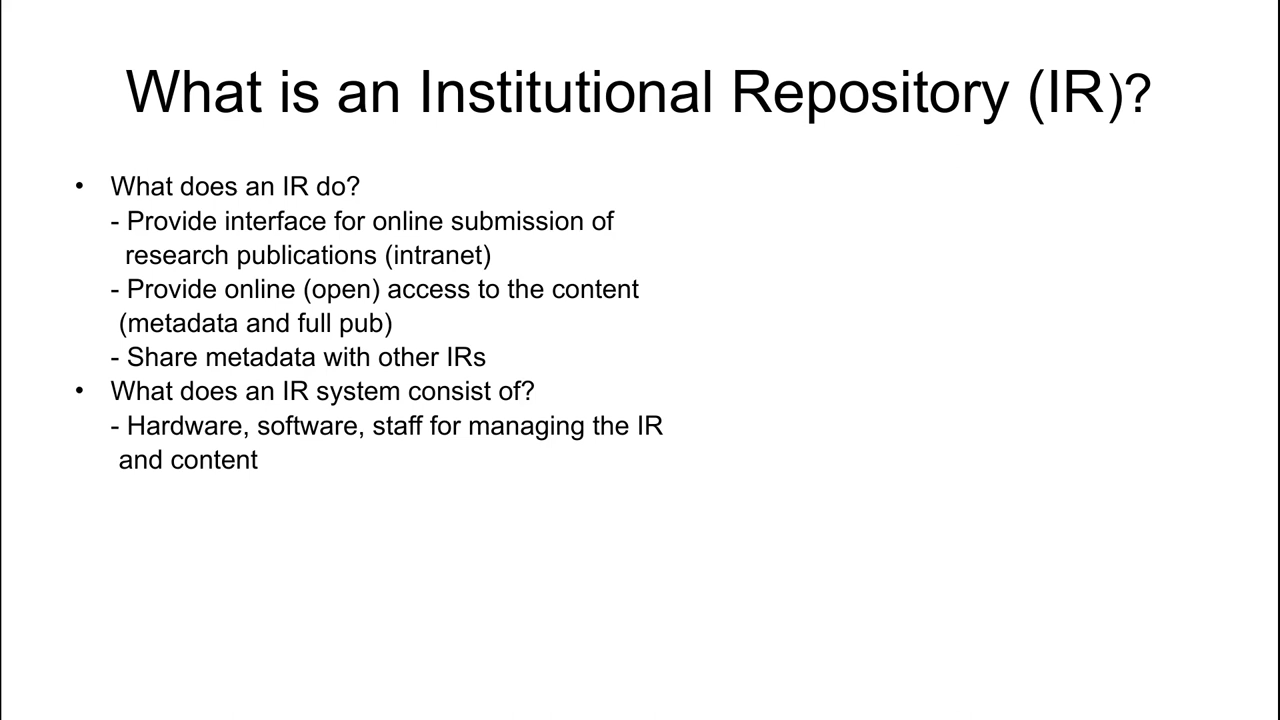 What is an Institutional Repository (IR)?
• What does an IR do?
- Provide interface for online submission of
research publications (intranet)
- Provide online (open) access to the content
(metadata and full pub)
- Share metadata with other IRs
• What does an IR system consist of?
- Hardware, software, staff for managing the IR
and content